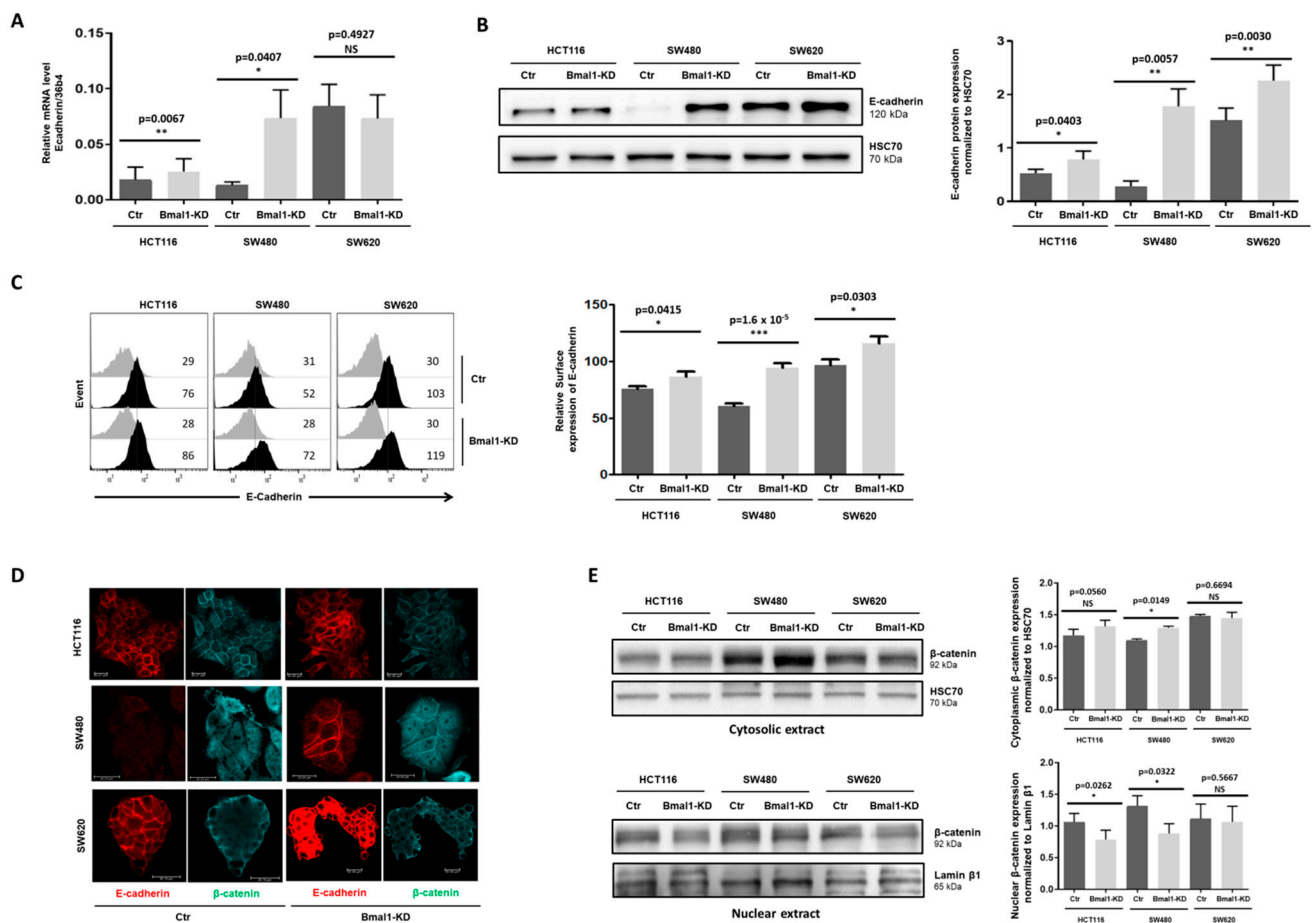 A
Relative mRNA level
Ecadherin/36b4
0.15
0.10
0.05
0.00
p=0.0067
**
p=0.0407
*
p=0.4927
NS
Ctr Bmal1-KD Ctr Bmal1-KD Ctr Bmal1-KD
HCT116 SW480 SW620
B
HCT116 SW480 SW620
Ctr Bmal1-KD Ctr Bmal1-KD Ctr Bmal1-KD
E-cadherin
120 kDa
HSC70
70 kDa
E-cadherin protein expression
normalized to HSC70
3
2
1
0
p=0.0403
*
p=0.0057
**
p=0.0030
**
Ctr Bmal1-KD Ctr Bmal1-KD Ctr Bmal1-KD
HCT116 SW480 SW620
C
HCT116 SW480 SW620
Event
29 31 30
76 52 103
Ctr
28 28 30
86 72 119
Bmal1-KD
10¹ 10² 10³ 10¹ 10² 10³ 10¹ 10² 10³
E-Cadherin
Relative Surface
expression of E-cadherin
150
100
50
0
p=0.0415
*
p=1.6 x 10⁻⁵
***
p=0.0303
*
Ctr Bmal1-KD Ctr Bmal1-KD Ctr Bmal1-KD
HCT116 SW480 SW620
D
HCT116
SW480
SW620
E-cadherin β-catenin E-cadherin β-catenin
Ctr Bmal1-KD
E
HCT116 SW480 SW620
Ctr Bmal1-KD Ctr Bmal1-KD Ctr Bmal1-KD
β-catenin
92 kDa
HSC70
70 kDa
Cytosolic extract
Cytoplasmic β-catenin expression
normalized to HSC70
2.0
1.5
1.0
0.5
0.0
p=0.0560
NS
p=0.0149
*
p=0.6694
NS
Ctr Bmal1-KD Ctr Bmal1-KD Ctr Bmal1-KD
HCT116 SW480 SW620
HCT116 SW480 SW620
Ctr Bmal1-KD Ctr Bmal1-KD Ctr Bmal1-KD
β-catenin
92 kDa
Lamin β1
65 kDa
Nuclear extract
Nuclear β-catenin expression
normalized to Lamin β1
2.0
1.5
1.0
0.5
0.0
p=0.0262
*
p=0.0322
*
p=0.5667
NS
Ctr Bmal1-KD Ctr Bmal1-KD Ctr Bmal1-KD
HCT116 SW480 SW620